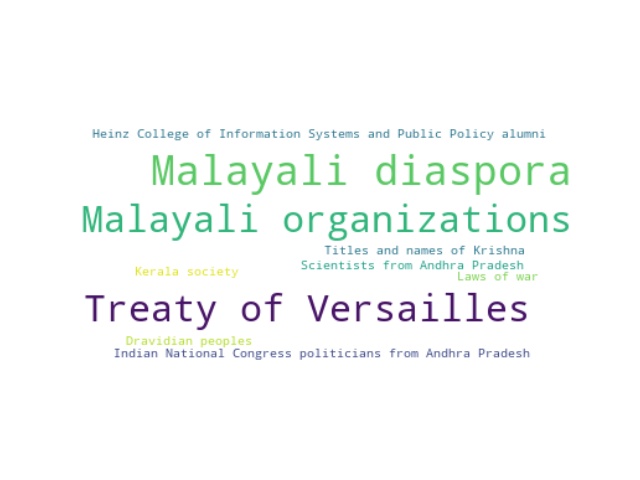 Heinz College of Information Systems and Public Policy alumni
Malayali diaspora
Malayali organizations
Titles and names of Krishna
Scientists from Andhra Pradesh
Kerala society
Laws of war
Treaty of Versailles
Dravidian peoples
Indian National Congress politicians from Andhra Pradesh